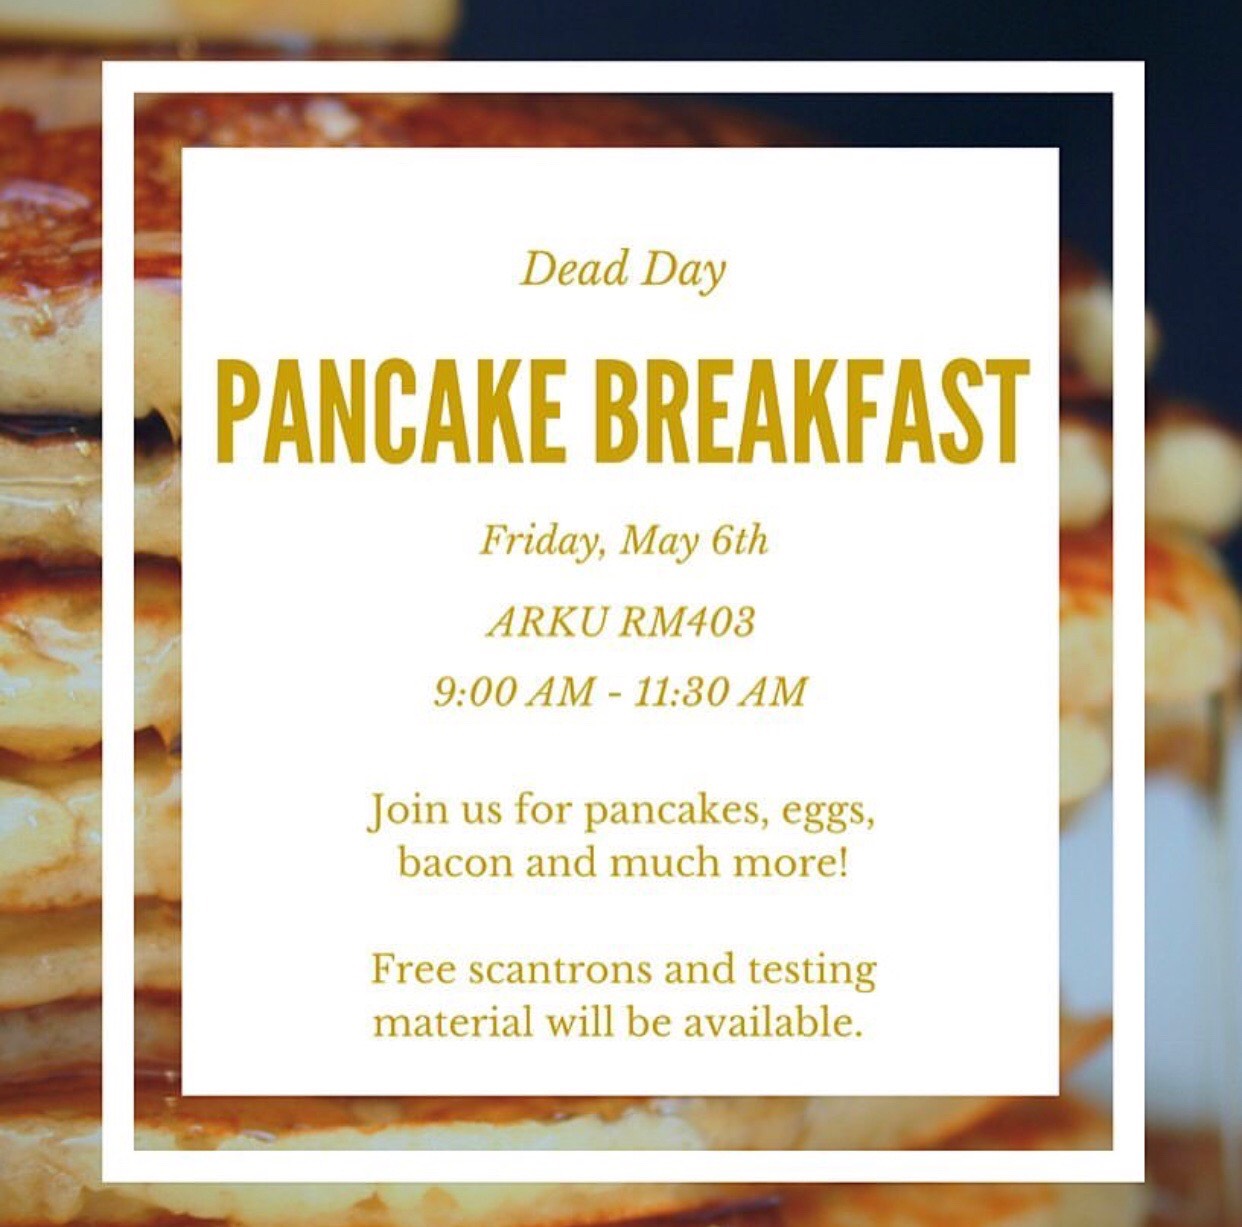 Dead Day
PANCAKE BREAKFAST
Friday, May 6th
ARKU RM403
9:00 AM - 11:30 AM
Join us for pancakes, eggs,
bacon and much more!
Free scantrons and testing
material will be available.